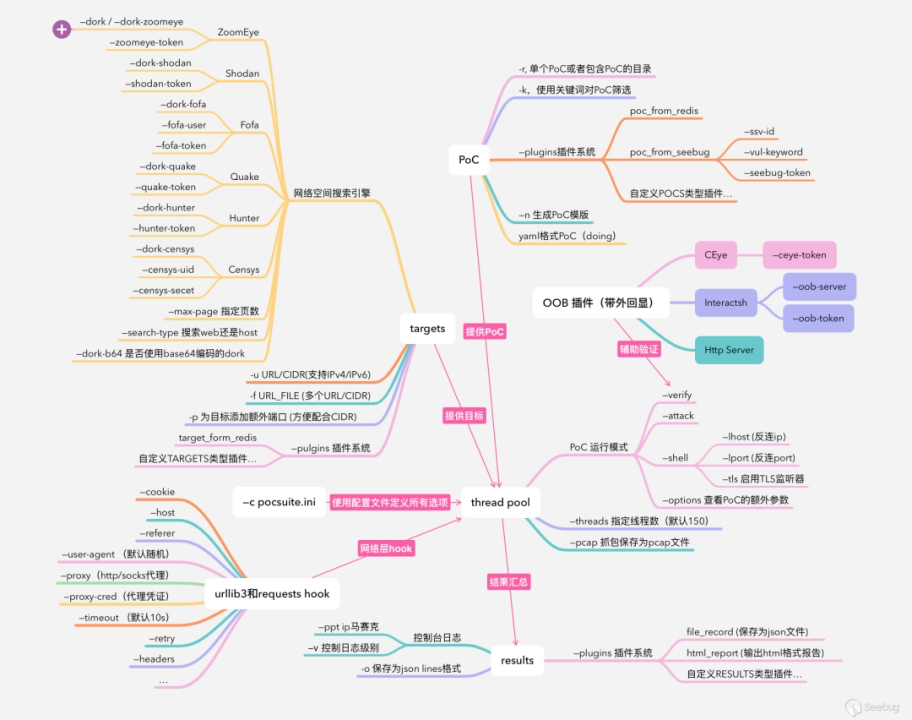 –dork / –dork-zoomeye
–zoomeye-token
ZoomEye
–dork-shodan
–shodan-token
Shodan
–dork-fofa
–fofa-user
–fofa-token
Fofa
–dork-quake
–quake-token
Quake
–dork-hunter
–hunter-token
Hunter
–dork-censys
–censys-uid
–censys-secet
Censys
–max-page 指定页数
–search-type 搜索web还是host
–dork-b64 是否使用base64编码的dork
网络空间搜索引擎
targets
-u URL/CIDR(支持IPv4/IPv6)
-f URL_FILE (多个URL/CIDR)
-p 为目标添加额外端口 (方便配合CIDR)
target_form_redis
自定义TARGETS类型插件...
–pulgins 插件系统
PoC
-r, 单个PoC或者包含PoC的目录
-k，使用关键词对PoC筛选
–plugins插件系统
poc_from_redis
poc_from_seebug
–ssv-id
–vul-keyword
–seebug-token
自定义POCS类型插件...
–n 生成PoC模版
yaml格式PoC（doing）
OOB 插件（带外回显）
CEye
–ceye-token
Interactsh
–oob-server
–oob-token
Http Server
提供PoC
辅助验证
提供目标
–c pocsuite.ini
使用配置文件定义所有选项
thread pool
PoC 运行模式
–verify
–attack
–shell
–lhost (反连ip)
–lport (反连port)
–tls 启用TLS监听器
–options 查看PoC的额外参数
–threads 指定线程数（默认150）
–pcap 抓包保存为pcap文件
网络层hook
–cookie
–host
–referer
–user-agent （默认随机）
–proxy（http/socks代理）
–proxy-cred（代理凭证）
–timeout （默认10s）
–retry
–headers
...
urllib3和requests hook
结果汇总
results
–ppt ip马赛克
–v 控制日志级别
控制台日志
-o 保存为json lines格式
–plugins 插件系统
file_record (保存为json文件)
html_report (输出html格式报告)
自定义RESULTS类型插件...
Seebug